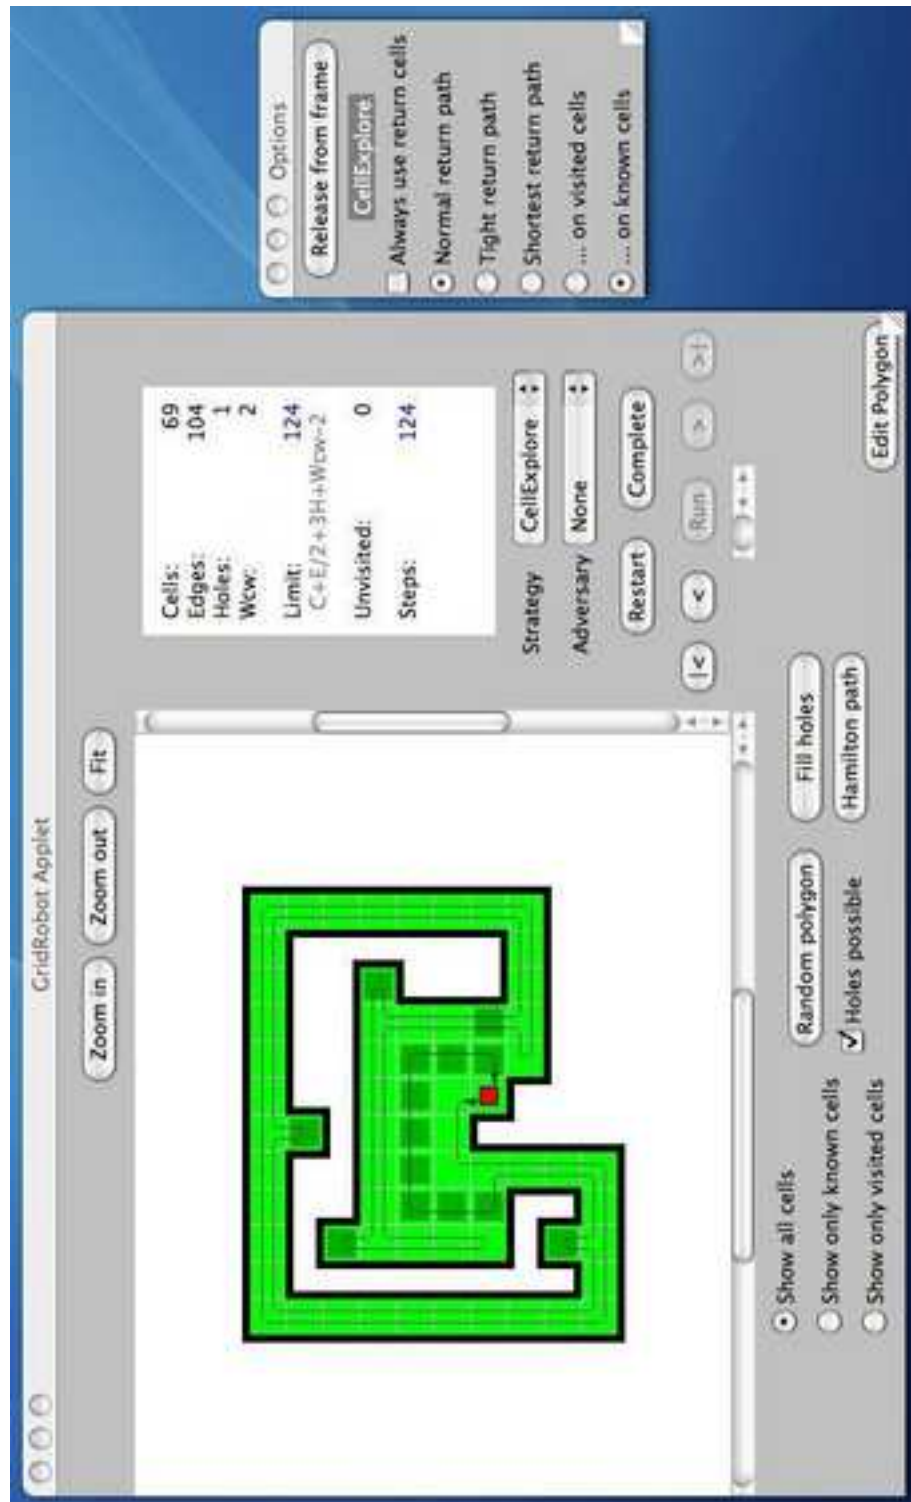 GridRobot Applet
Zoom in
Zoom out
Fit
Cells: 69
Edges: 104
Holes: 1
Wcw: 2
Limit: 124
C+E/2+3H+Wcw-2
Unvisited: 0
Steps: 124
Strategy CellExplore
Adversary None
Restart Complete
|< < Run > >|
Show all cells
Show only known cells
Show only visited cells
Random polygon
Fill holes
Holes possible
Hamilton path
Edit Polygon
Options
Release from frame
CellExplore
Always use return cells
Normal return path
Tight return path
Shortest return path
... on visited cells
... on known cells